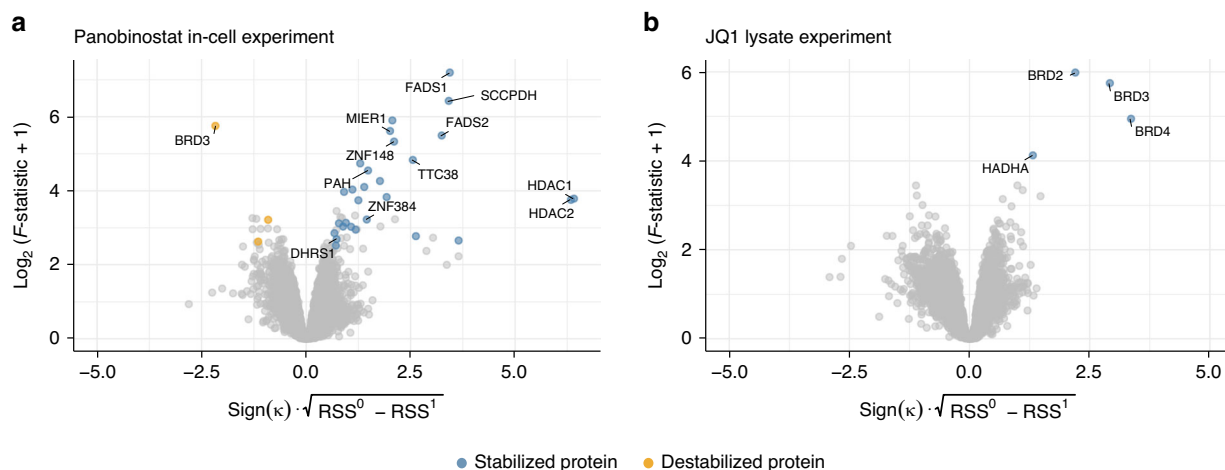 a
Panobinostat in-cell experiment
Log2 (F-statistic + 1)
6
4
2
0
FADS1
SCCPDH
MIER1
FADS2
BRD3
ZNF148
TTC38
PAH
HDAC1
ZNF384
HDAC2
DHRS1
−5.0
−2.5
0.0
2.5
5.0
Sign(κ) · √RSS⁰ − RSS¹
b
JQ1 lysate experiment
Log2 (F-statistic + 1)
6
4
2
0
BRD2
BRD3
BRD4
HADHA
−5.0
−2.5
0.0
2.5
5.0
Sign(κ) · √RSS⁰ − RSS¹
Stabilized protein
Destabilized protein